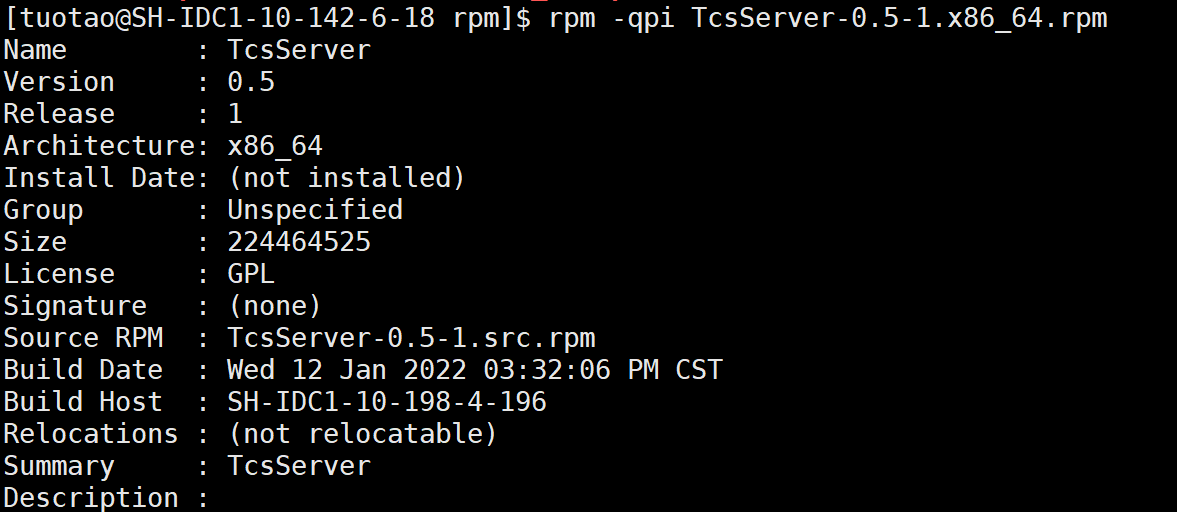 [tuotao@SH-IDC1-10-142-6-18 rpm]$ rpm -qpi TcsServer-0.5-1.x86_64.rpm
Name        : TcsServer
Version     : 0.5
Release     : 1
Architecture: x86_64
Install Date: (not installed)
Group       : Unspecified
Size        : 224464525
License     : GPL
Signature   : (none)
Source RPM  : TcsServer-0.5-1.src.rpm
Build Date  : Wed 12 Jan 2022 03:32:06 PM CST
Build Host  : SH-IDC1-10-198-4-196
Relocations : (not relocatable)
Summary     : TcsServer
Description :